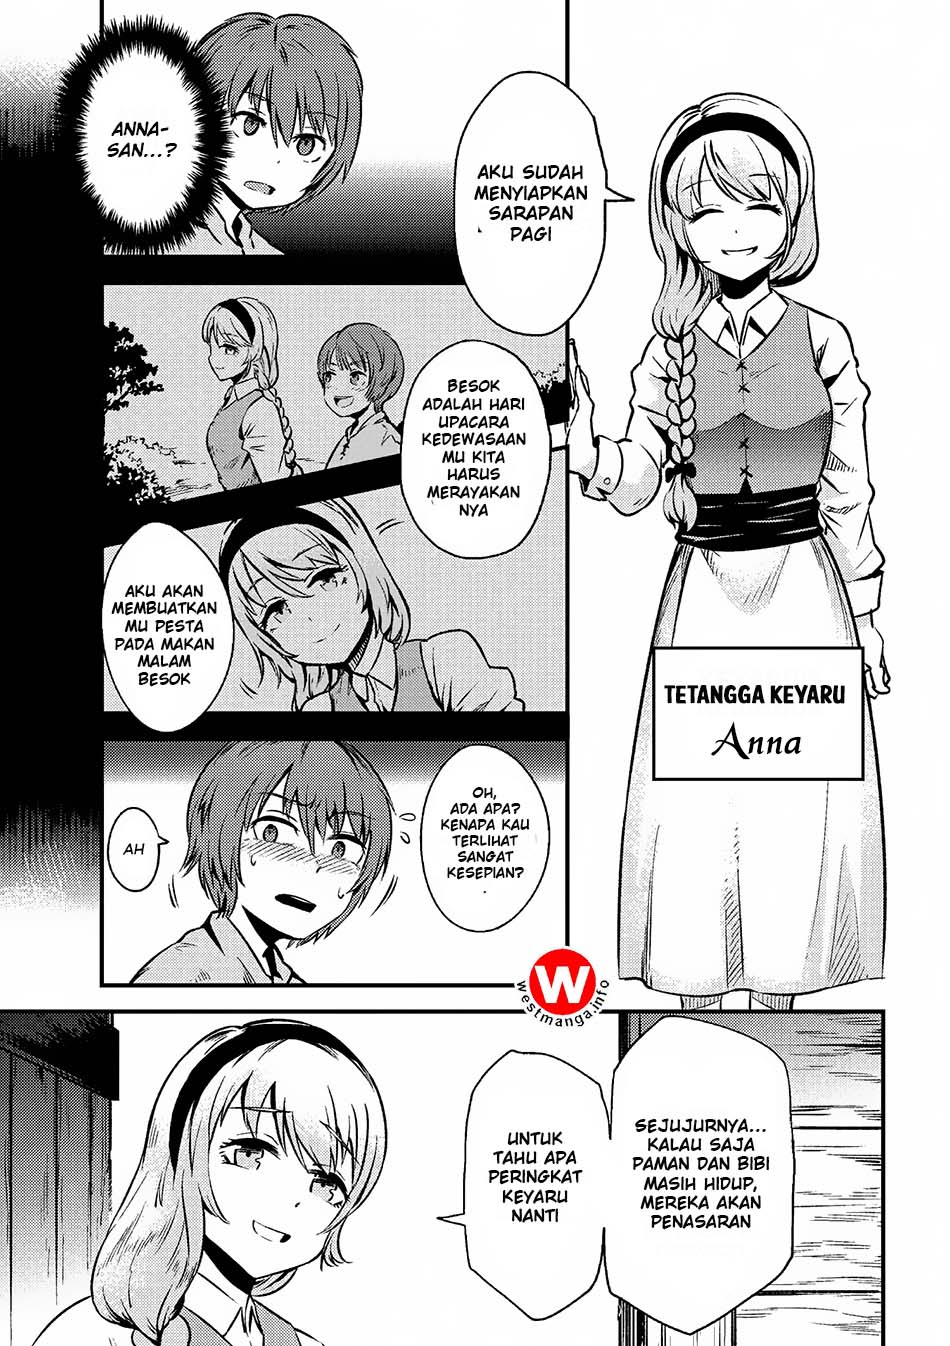 AKU SUDAH
MENYIAPKAN
SARAPAN
PAGI
ANNA-
SAN...?
TETANGGA KEYARU
Anna
BESOK
ADALAH HARI
UPACARA
KEDEWASAAN
MU KITA
HARUS
MERAYAKAN
NYA
AKU AKAN
MEMBUATKAN
MU PESTA
PADA MAKAN
MALAM
BESOK
OH,
ADA APA?
KENAPA KAU
TERLIHAT
SANGAT
KESEPIAN?
AH
W
westmanga.info
SEJUJURNYA...
KALAU SAJA
PAMAN DAN BIBI
MASIH HIDUP,
MEREKA AKAN
PENASARAN
UNTUK
TAHU APA
PERINGKAT
KEYARU
NANTI